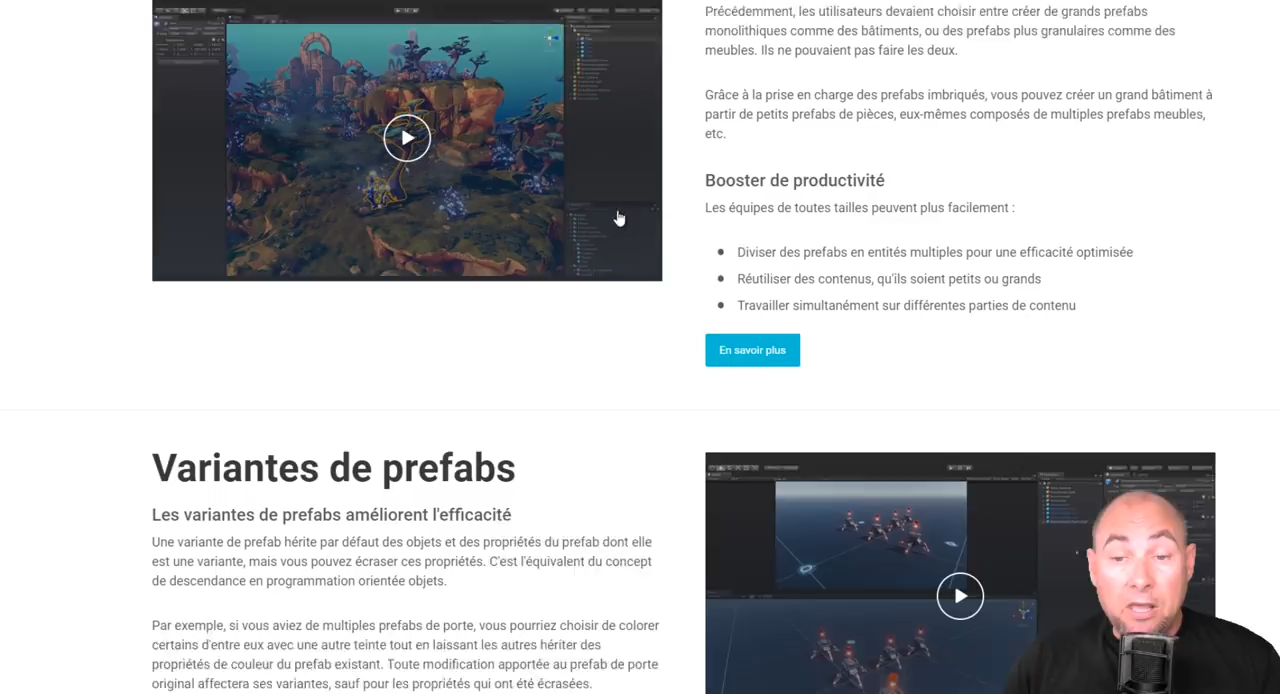 Précédemment, les utilisateurs devaient choisir entre créer de grands prefabs
monolithiques comme des bâtiments, ou des prefabs plus granulaires comme des
meubles. Ils ne pouvaient pas faire les deux.
Grâce à la prise en charge des prefabs imbriqués, vous pouvez créer un grand bâtiment à
partir de petits prefabs de pièces, eux-mêmes composés de multiples prefabs meubles,
etc.
Booster de productivité
Les équipes de toutes tailles peuvent plus facilement :
Diviser des prefabs en entités multiples pour une efficacité optimisée
Réutiliser des contenus, qu'ils soient petits ou grands
Travailler simultanément sur différentes parties de contenu
En savoir plus
Variantes de prefabs
Les variantes de prefabs améliorent l'efficacité
Une variante de prefab hérite par défaut des objets et des propriétés du prefab dont elle
est une variante, mais vous pouvez écraser ces propriétés. C'est l'équivalent du concept
de descendance en programmation orientée objets.
Par exemple, si vous aviez de multiples prefabs de porte, vous pourriez choisir de colorer
certains d'entre eux avec une autre teinte tout en laissant les autres hériter des
propriétés de couleur du prefab existant. Toute modification apportée au prefab de porte
original affectera ses variantes, sauf pour les propriétés qui ont été écrasées.